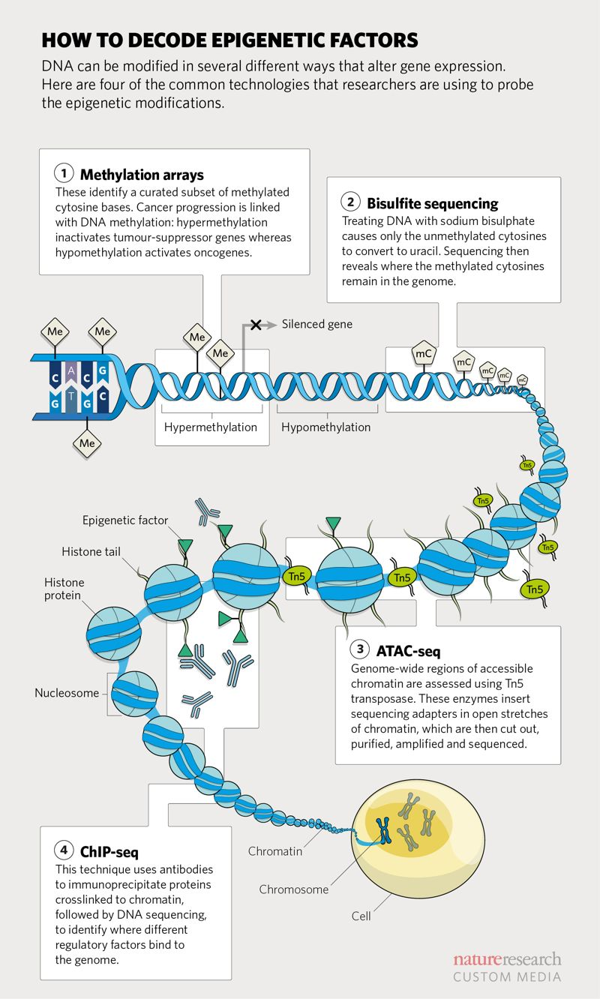 HOW TO DECODE EPIGENETIC FACTORS
DNA can be modified in several different ways that alter gene expression.
Here are four of the common technologies that researchers are using to probe
the epigenetic modifications.
1 Methylation arrays
These identify a curated subset of methylated
cytosine bases. Cancer progression is linked
with DNA methylation: hypermethylation
inactivates tumour-suppressor genes whereas
hypomethylation activates oncogenes.
2 Bisulfite sequencing
Treating DNA with sodium bisulphate
causes only the unmethylated cytosines
to convert to uracil. Sequencing then
reveals where the methylated cytosines
remain in the genome.
Me
Me
Me
Me
Silenced gene
mC
mC
mC
mC
mC
C A C G
G T G C
Me
Hypermethylation
Hypomethylation
Tn5
Tn5
Tn5
Tn5
Tn5
Tn5
Epigenetic factor
Histone tail
Histone
protein
Nucleosome
3 ATAC-seq
Genome-wide regions of accessible
chromatin are assessed using Tn5
transposase. These enzymes insert
sequencing adapters in open stretches
of chromatin, which are then cut out,
purified, amplified and sequenced.
4 ChIP-seq
This technique uses antibodies
to immunoprecipitate proteins
crosslinked to chromatin,
followed by DNA sequencing,
to identify where different
regulatory factors bind to
the genome.
Chromatin
Chromosome
Cell
natureresearch
CUSTOM MEDIA